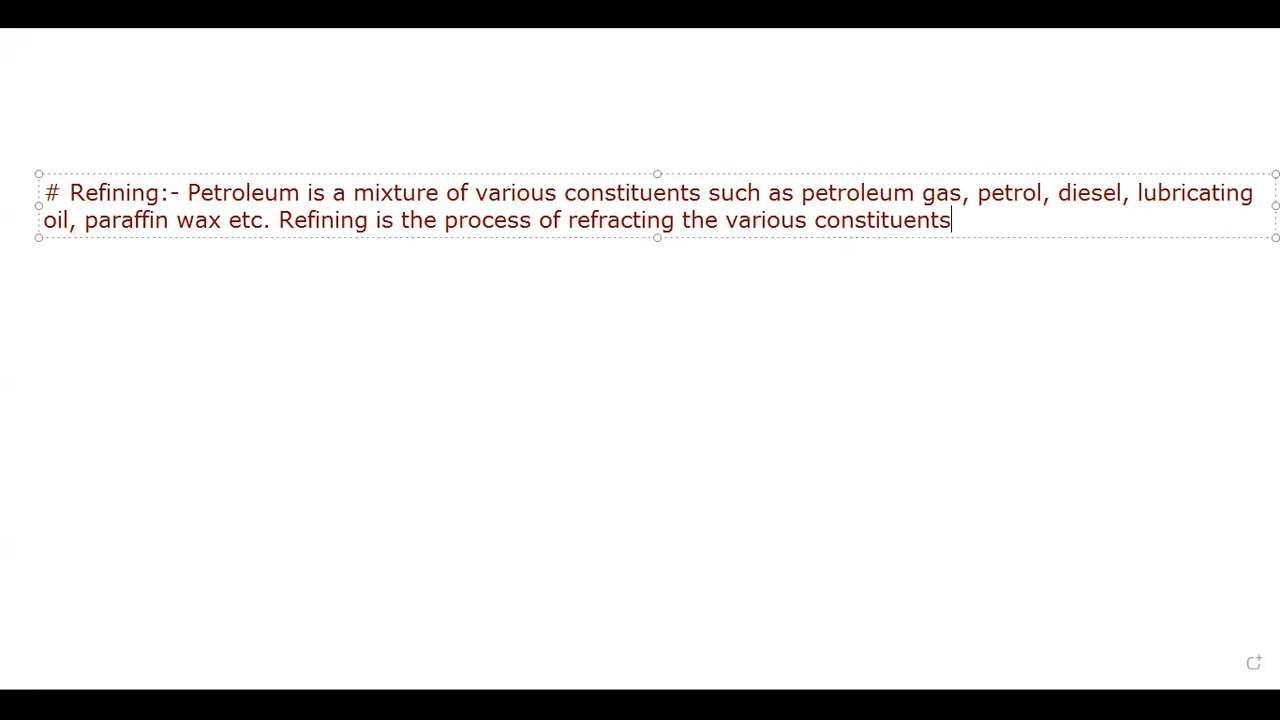 # Refining:- Petroleum is a mixture of various constituents such as petroleum gas, petrol, diesel, lubricating
oil, paraffin wax etc. Refining is the process of refracting the various constituents